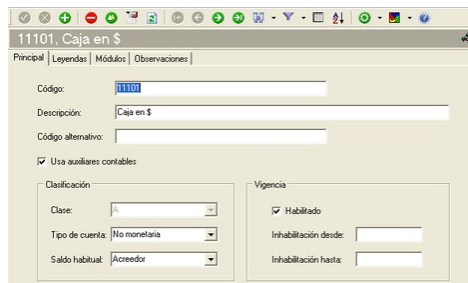 11101, Caja en $
Principal Leyendas Módulos Observaciones
Código: 11101
Descripción: Caja en $
Código alternativo:
Usa auxiliares contables
Clasificación
Clase: A
Tipo de cuenta: No monetaria
Saldo habitual: Acreedor
Vigencia
Habilitado
Inhabilitación desde:
Inhabilitación hasta: